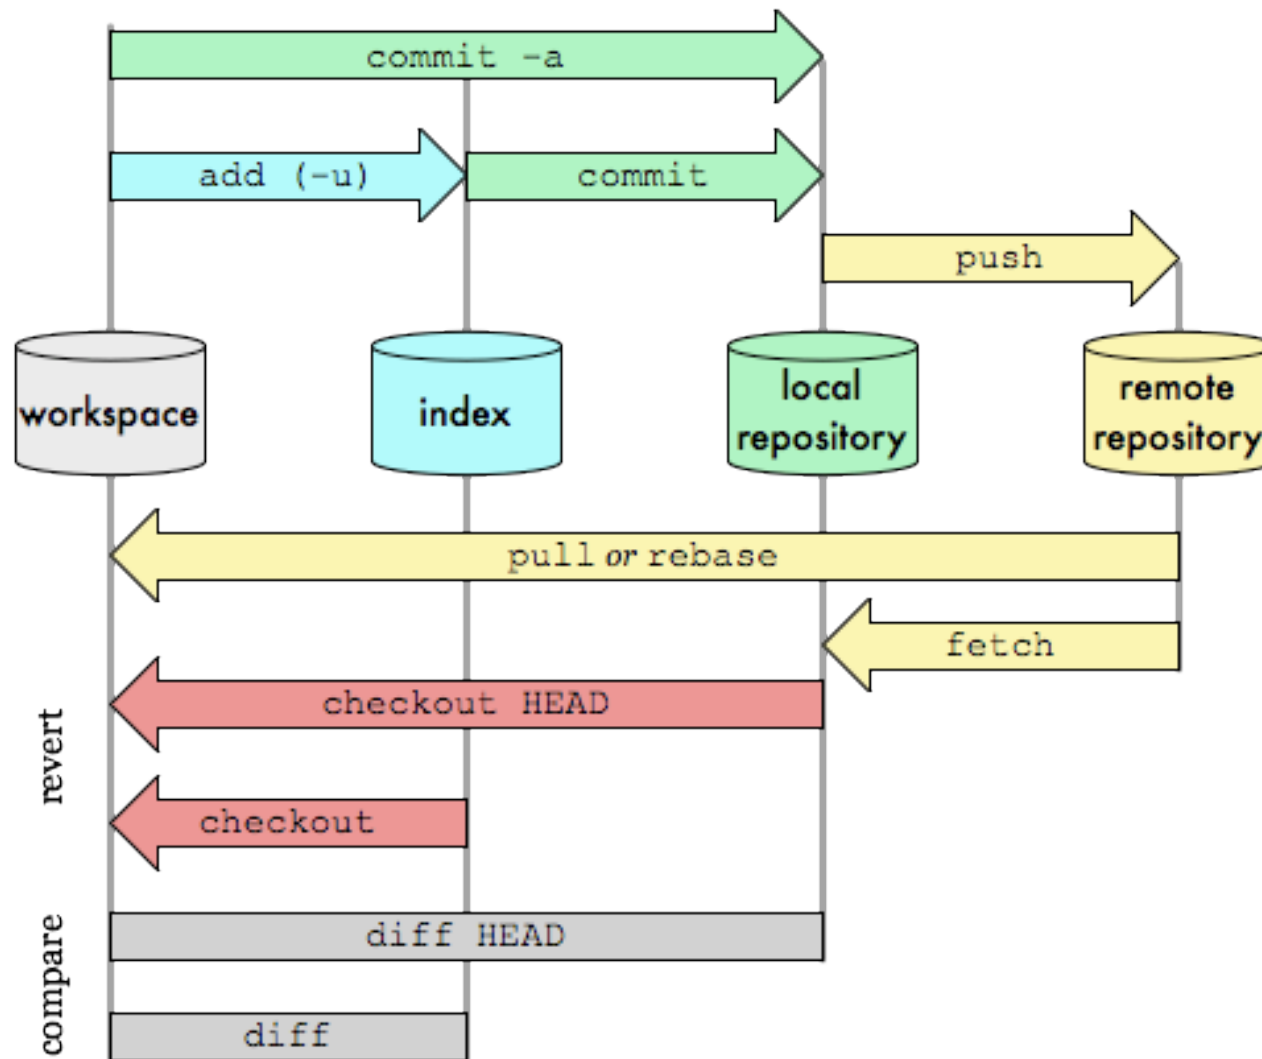 commit -a
add (-u)
commit
push
workspace
index
local
repository
remote
repository
pull or rebase
fetch
revert
checkout HEAD
checkout
compare
diff HEAD
diff